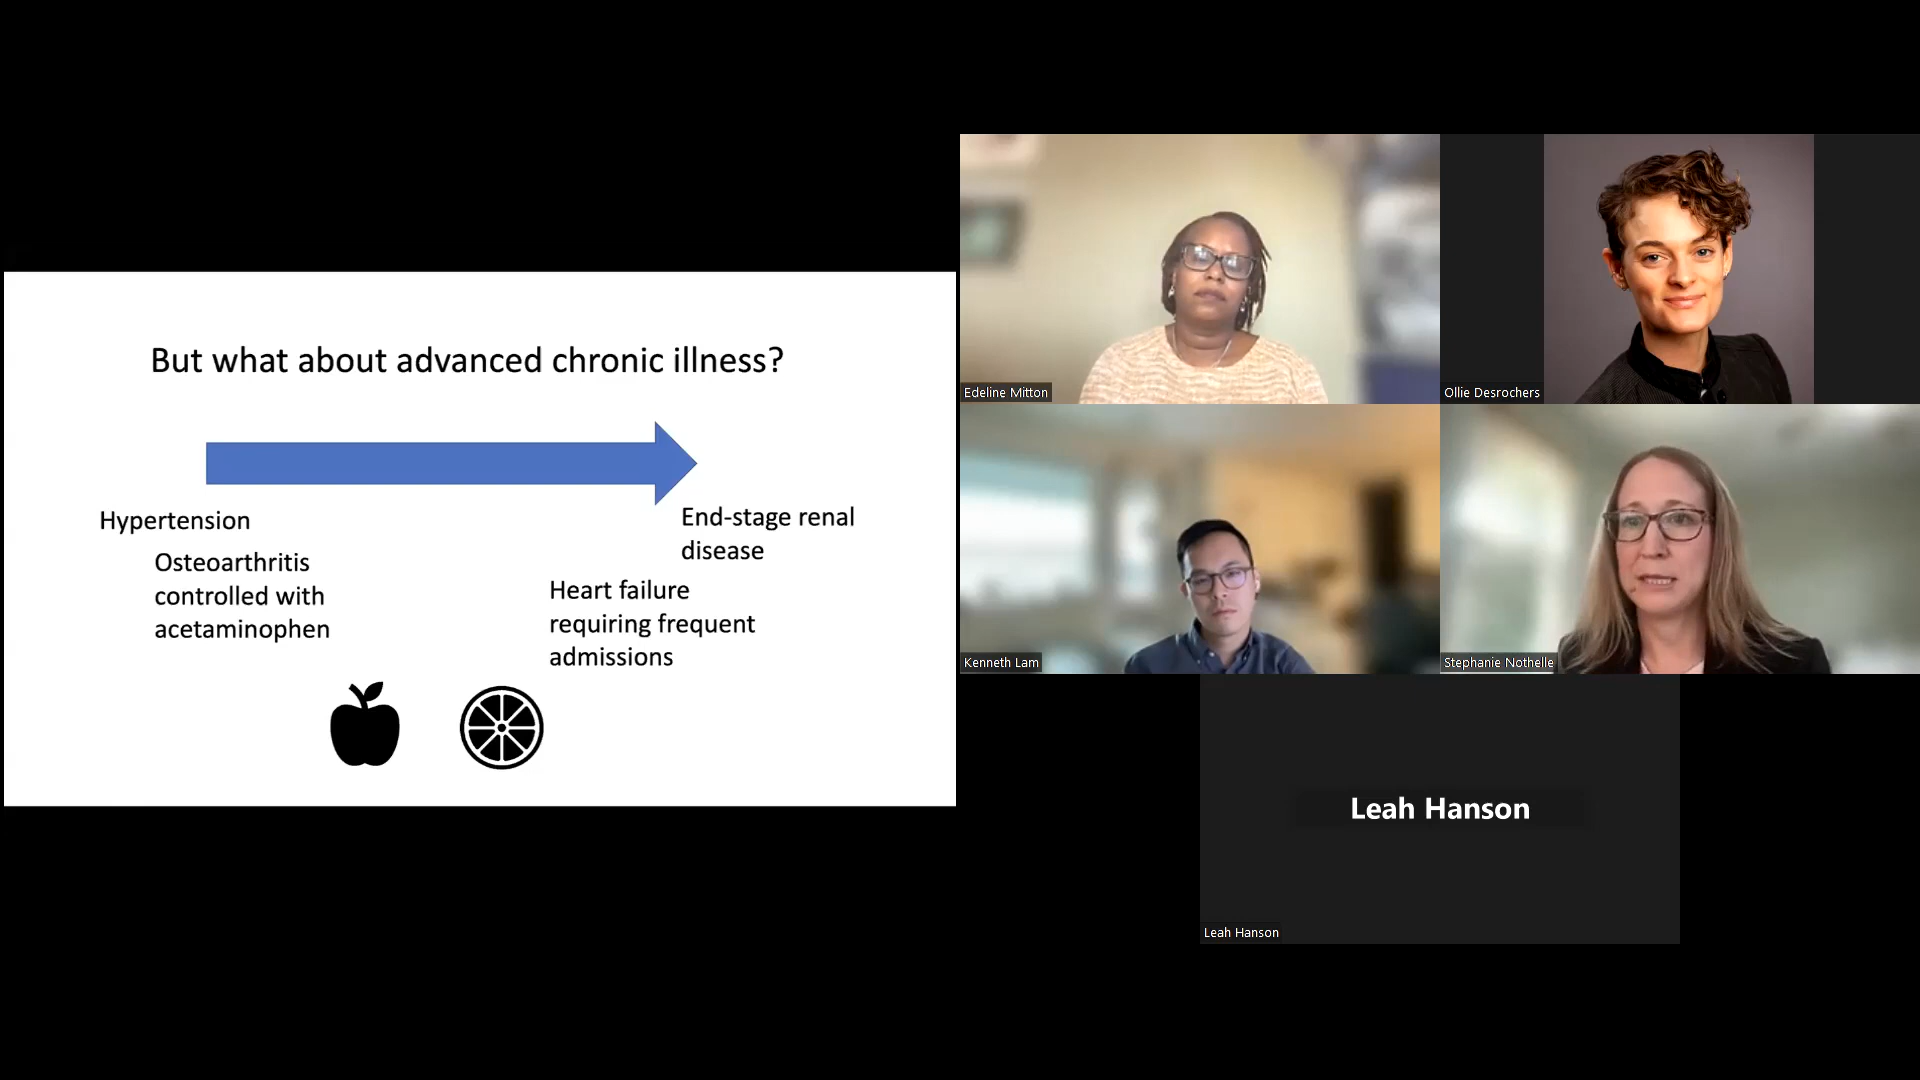 But what about advanced chronic illness?
Hypertension
Osteoarthritis
controlled with
acetaminophen
End-stage renal
disease
Heart failure
requiring frequent
admissions
Edeline Mitton
Ollie Desrochers
Kenneth Lam
Stephanie Nothelle
Leah Hanson
Leah Hanson